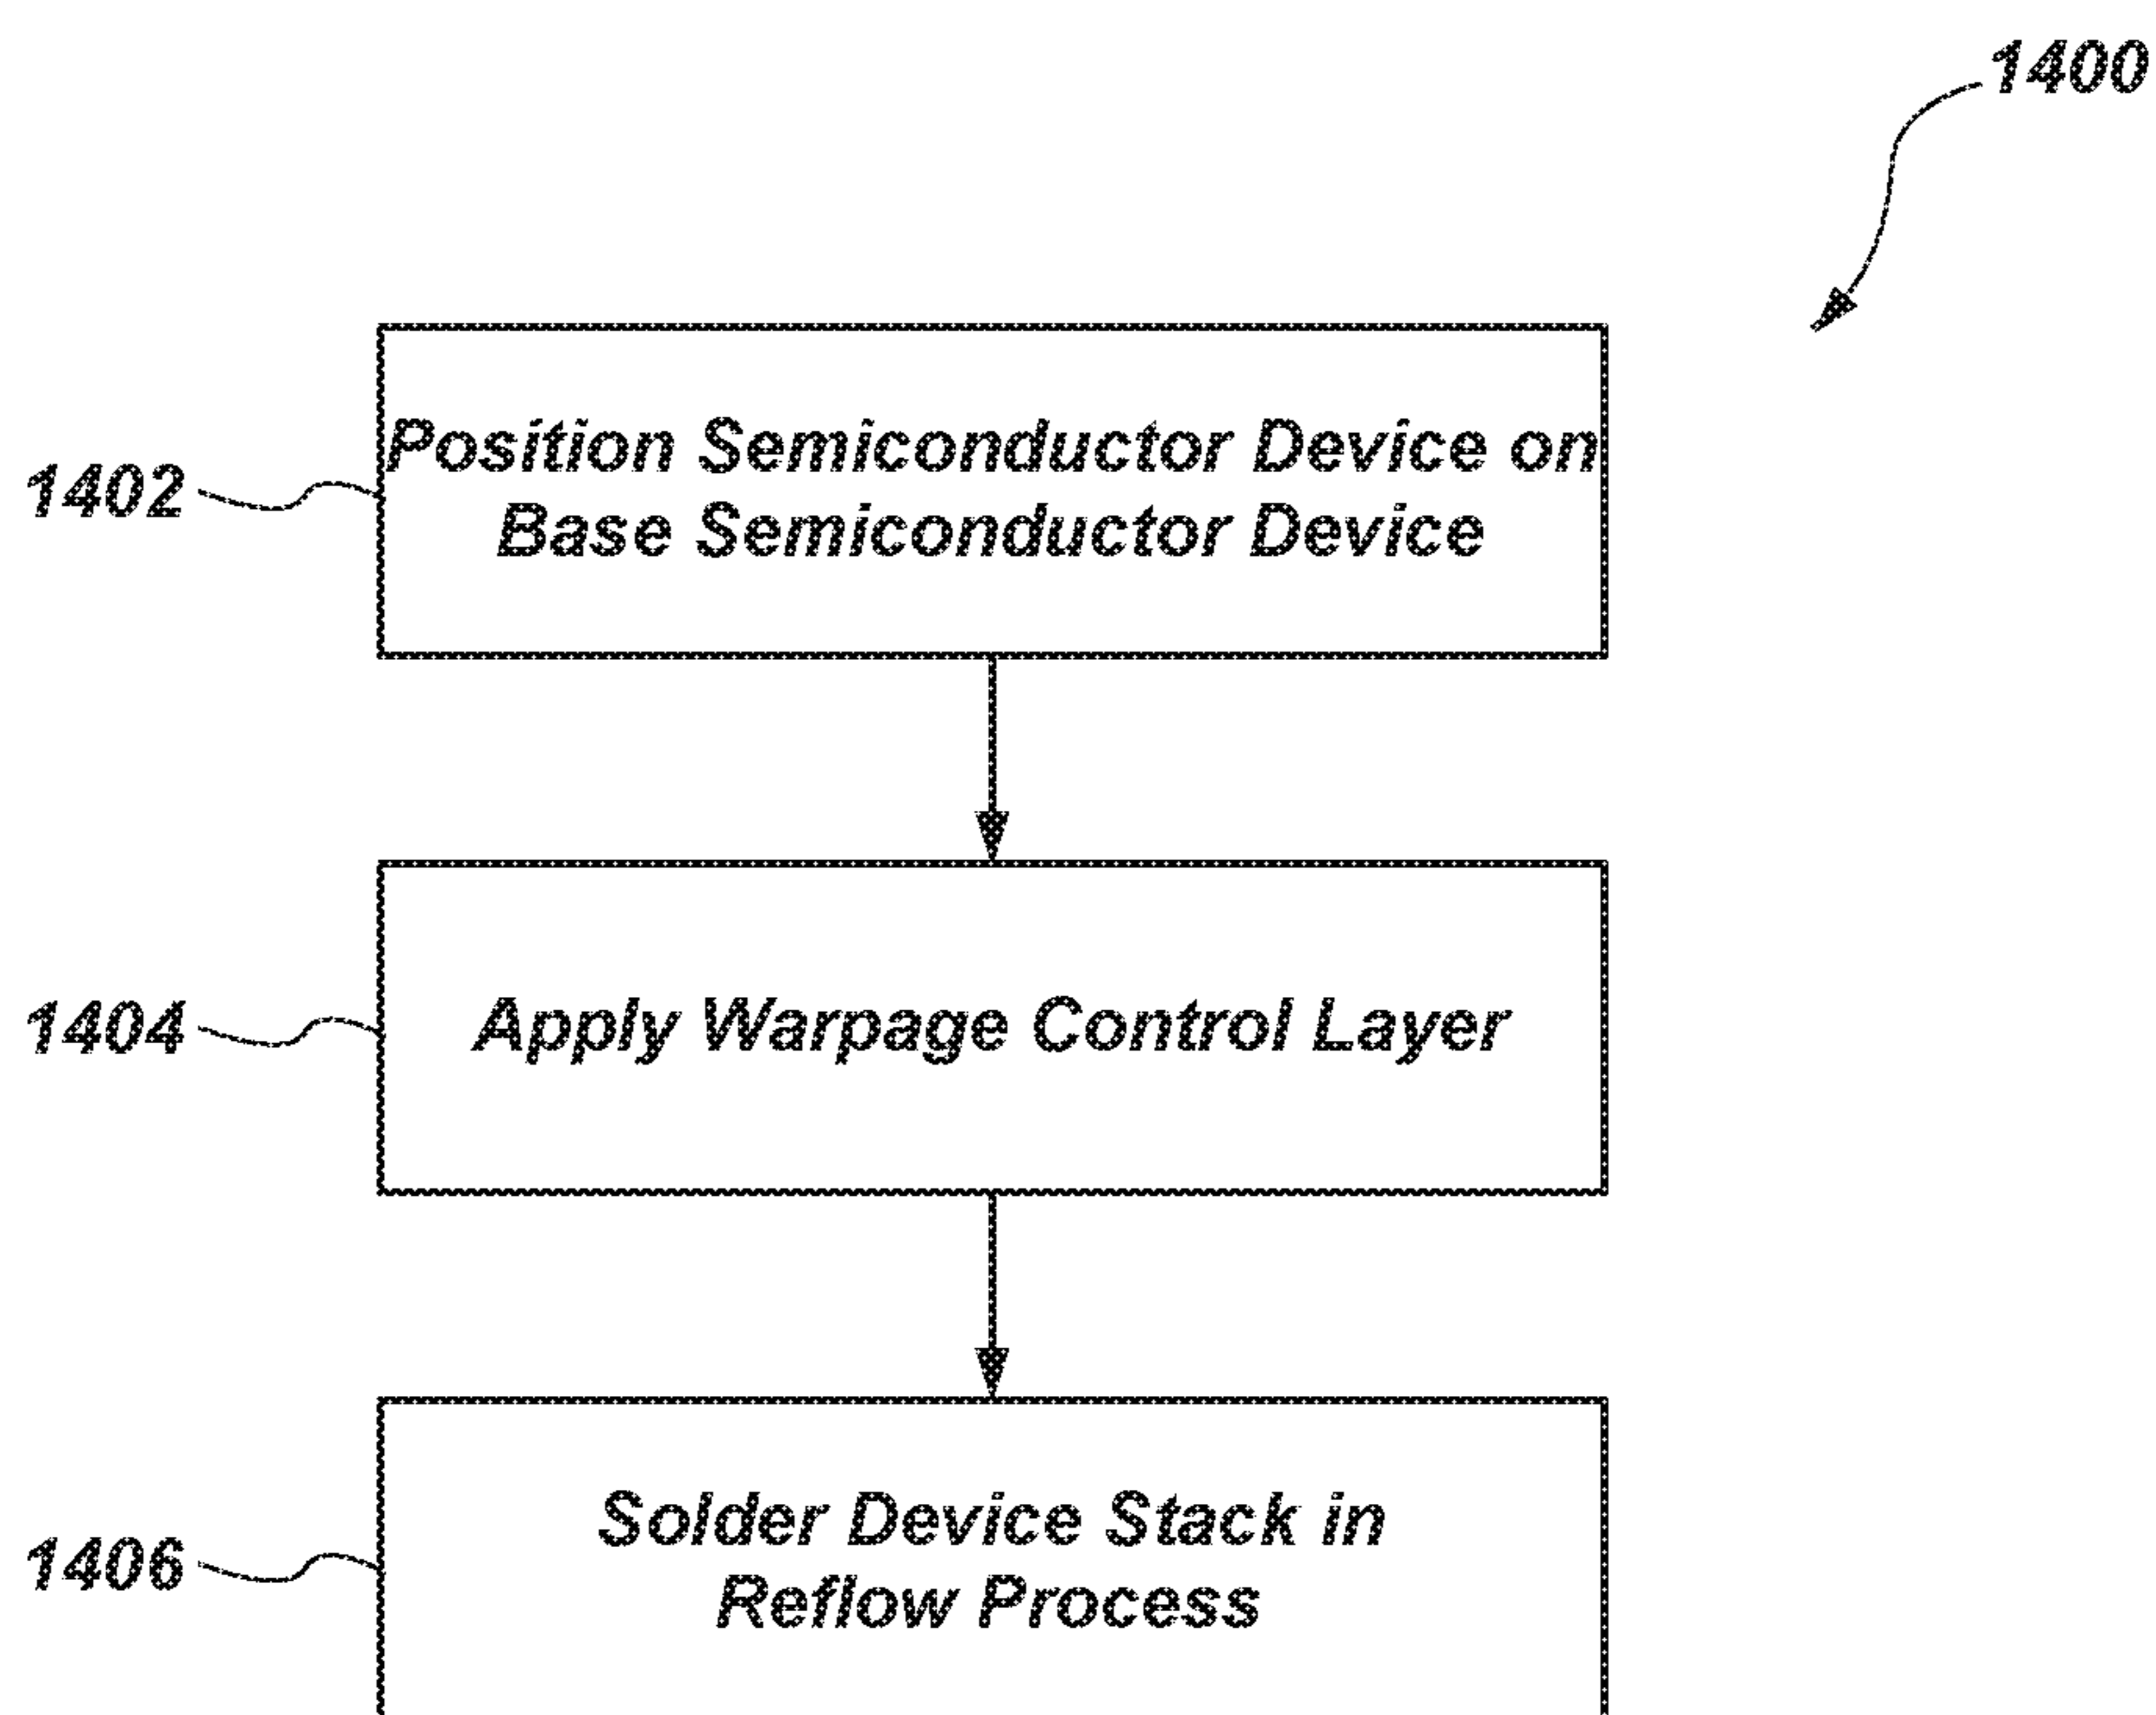 1400
1402
Position Semiconductor Device on
Base Semiconductor Device
1404
Apply Warpage Control Layer
1406
Solder Device Stack in
Reflow Process